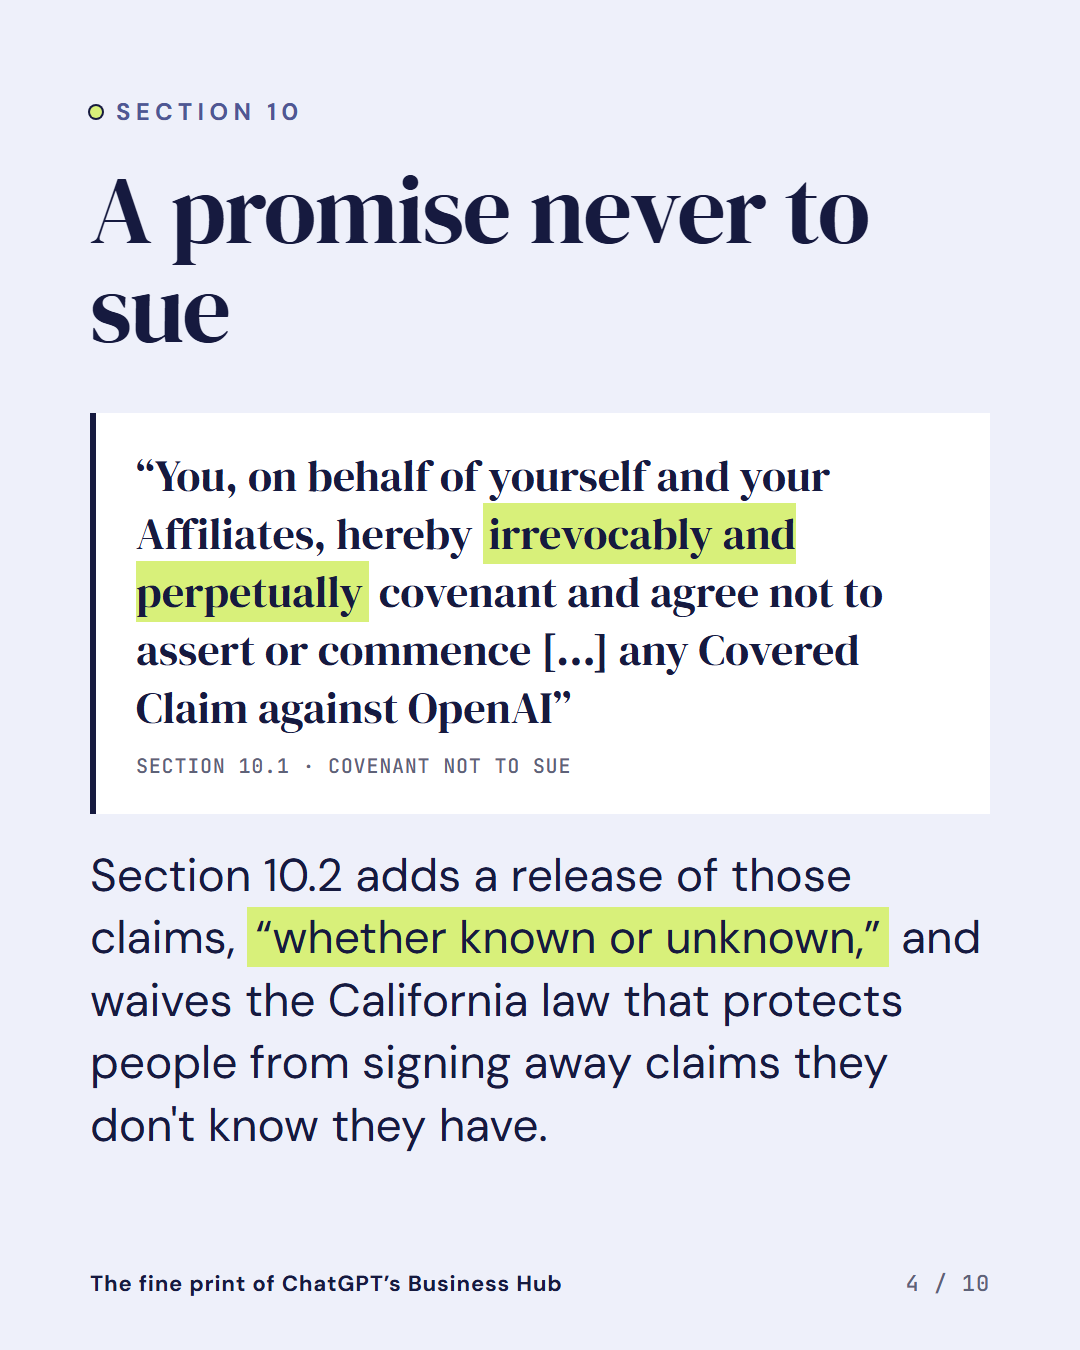 SECTION 10
A promise never to
sue
“You, on behalf of yourself and your
Affiliates, hereby irrevocably and
perpetually covenant and agree not to
assert or commence [...] any Covered
Claim against OpenAI”
SECTION 10.1 · COVENANT NOT TO SUE
Section 10.2 adds a release of those
claims, “whether known or unknown,” and
waives the California law that protects
people from signing away claims they
don't know they have.
The fine print of ChatGPT’s Business Hub
4 / 10